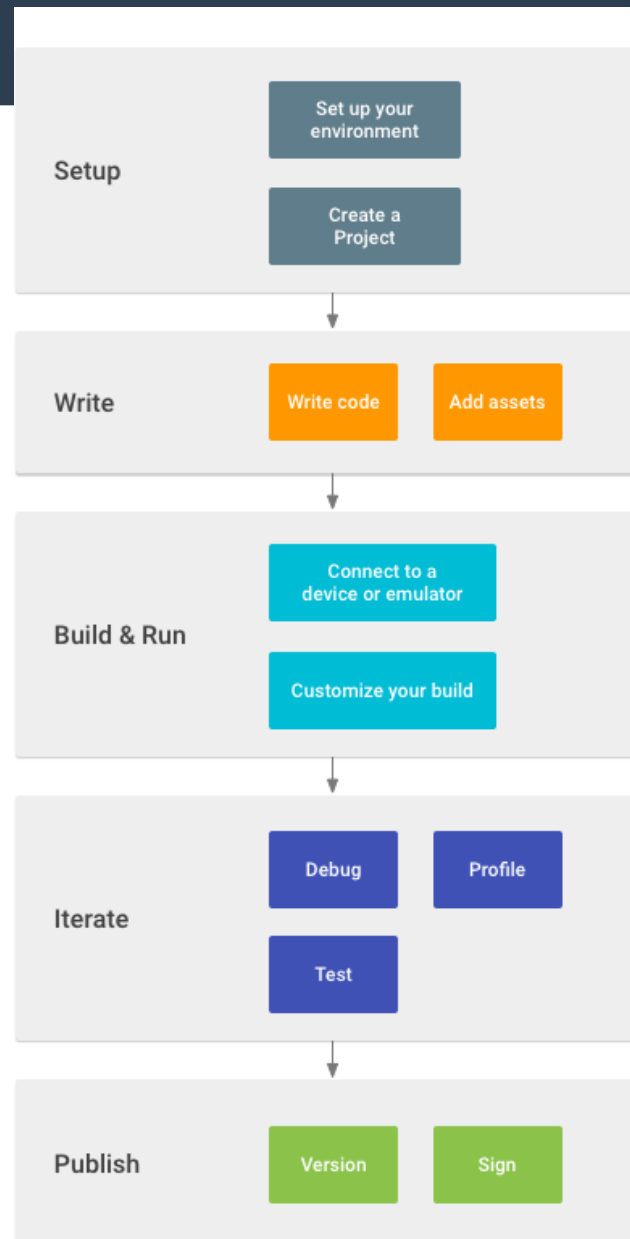 Setup
Set up your
environment
Create a
Project
Write
Write code
Add assets
Build & Run
Connect to a
device or emulator
Customize your build
Iterate
Debug
Profile
Test
Publish
Version
Sign